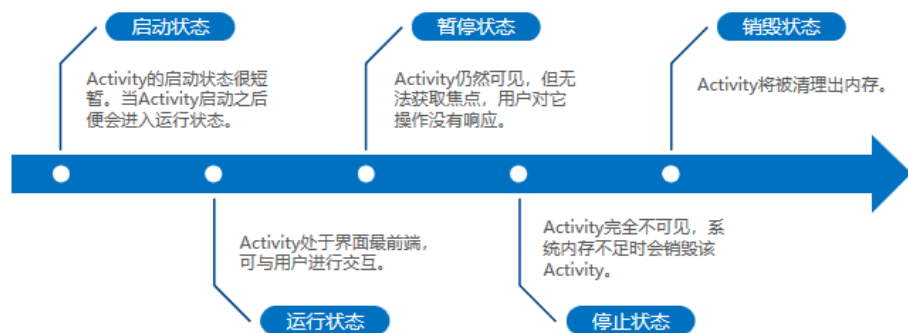 启动状态
Activity的启动状态很短
暂。当Activity启动之后
便会进入运行状态。
暂停状态
Activity仍然可见，但无
法获取焦点，用户对它
操作没有响应。
销毁状态
Activity将被清理出内存。
Activity处于界面最前端，
可与用户进行交互。
运行状态
Activity完全不可见，系
统内存不足时会销毁该
Activity。
停止状态